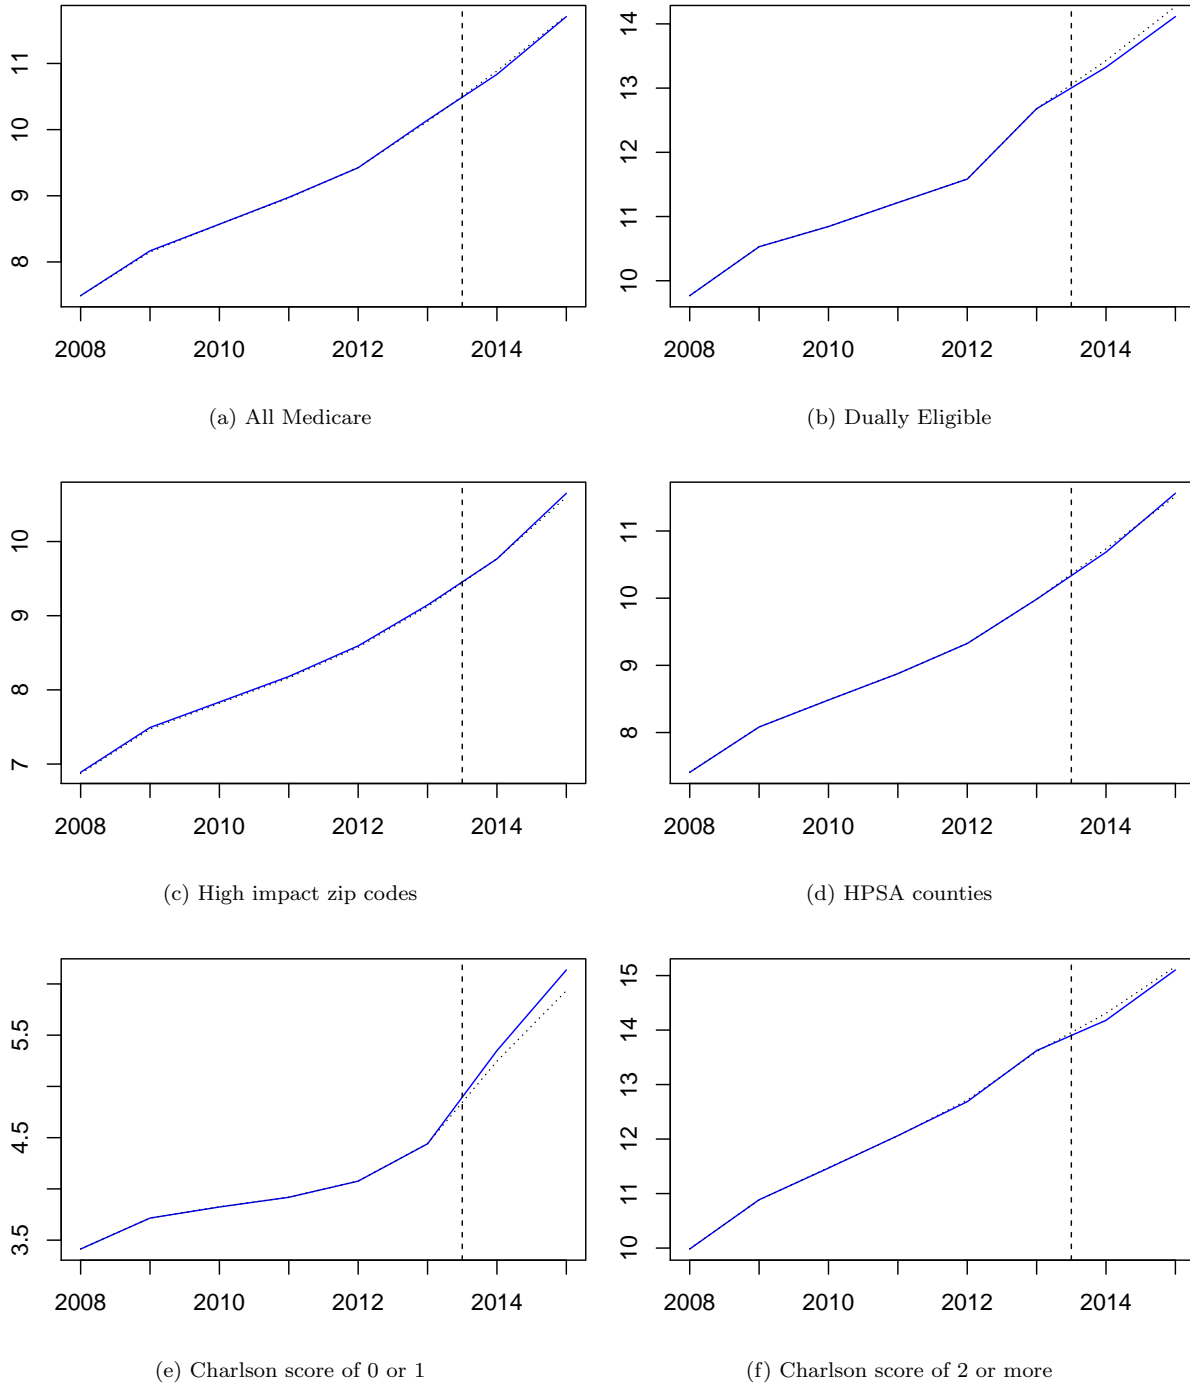 11
10
9
8
2008 2010 2012 2014
(a) All Medicare
14
13
12
11
10
2008 2010 2012 2014
(b) Dually Eligible
10
9
8
7
2008 2010 2012 2014
(c) High impact zip codes
11
10
9
8
2008 2010 2012 2014
(d) HPSA counties
5.5
4.5
3.5
2008 2010 2012 2014
(e) Charlson score of 0 or 1
15
14
13
12
11
10
2008 2010 2012 2014
(f) Charlson score of 2 or more